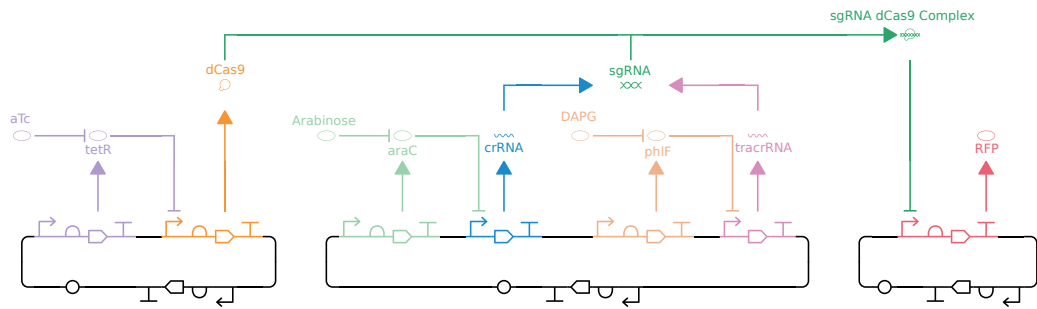 sgRNA dCas9 Complex
dCas9
sgRNA
aTc
Arabinose
DAPG
tetR
araC
crRNA
phlF
tracrRNA
RFP